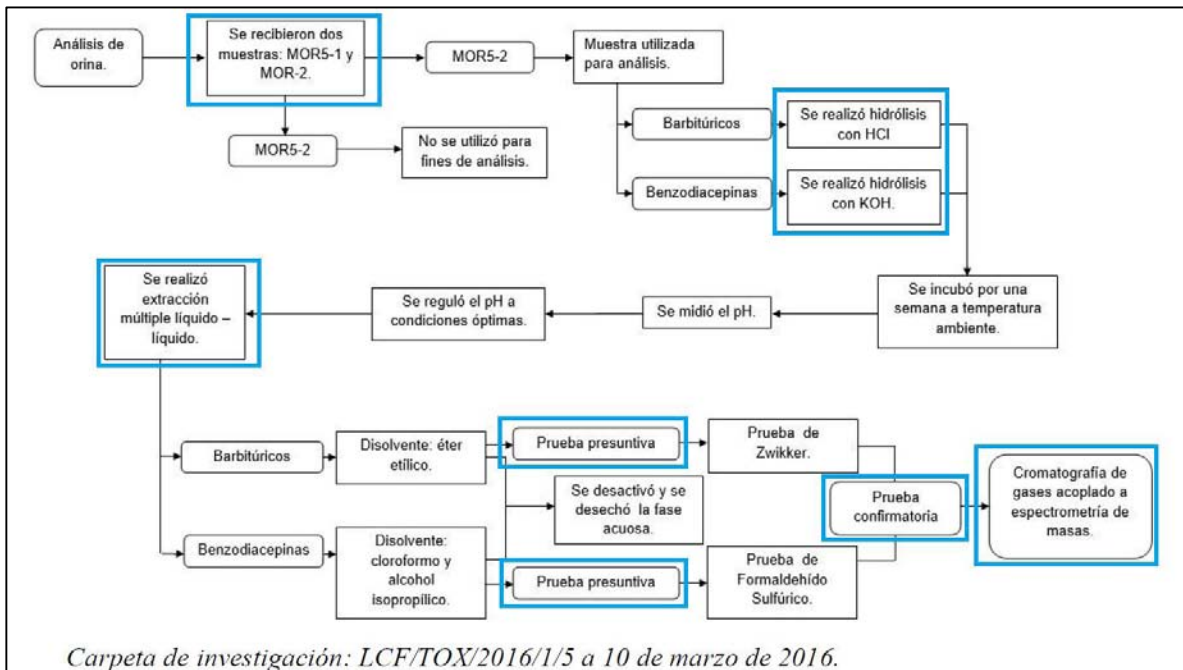 Análisis de
orina.
Se recibieron dos
muestras: MOR5-1 y
MOR-2.
MOR5-2
Muestra utilizada
para análisis.
MOR5-2
No se utilizó para
fines de análisis.
Barbitúricos
Se realizó hidrólisis
con HCl
Benzodiacepinas
Se realizó hidrólisis
con KOH.
Se incubó por una
semana a temperatura
ambiente.
Se midió el pH.
Se reguló el pH a
condiciones óptimas.
Se realizó
extracción
múltiple líquido –
líquido.
Barbitúricos
Disolvente: éter
etílico.
Prueba presuntiva
Prueba de
Zwikker.
Se desactivó y se
desechó la fase
acuosa.
Benzodiacepinas
Disolvente:
cloroformo y
alcohol
isopropílico.
Prueba presuntiva
Prueba de
Formaldehído
Sulfúrico.
Prueba
confirmatoria
Cromatografía de
gases acoplado a
espectrometría de
masas.
Carpeta de investigación: LCF/TOX/2016/1/5 a 10 de marzo de 2016.